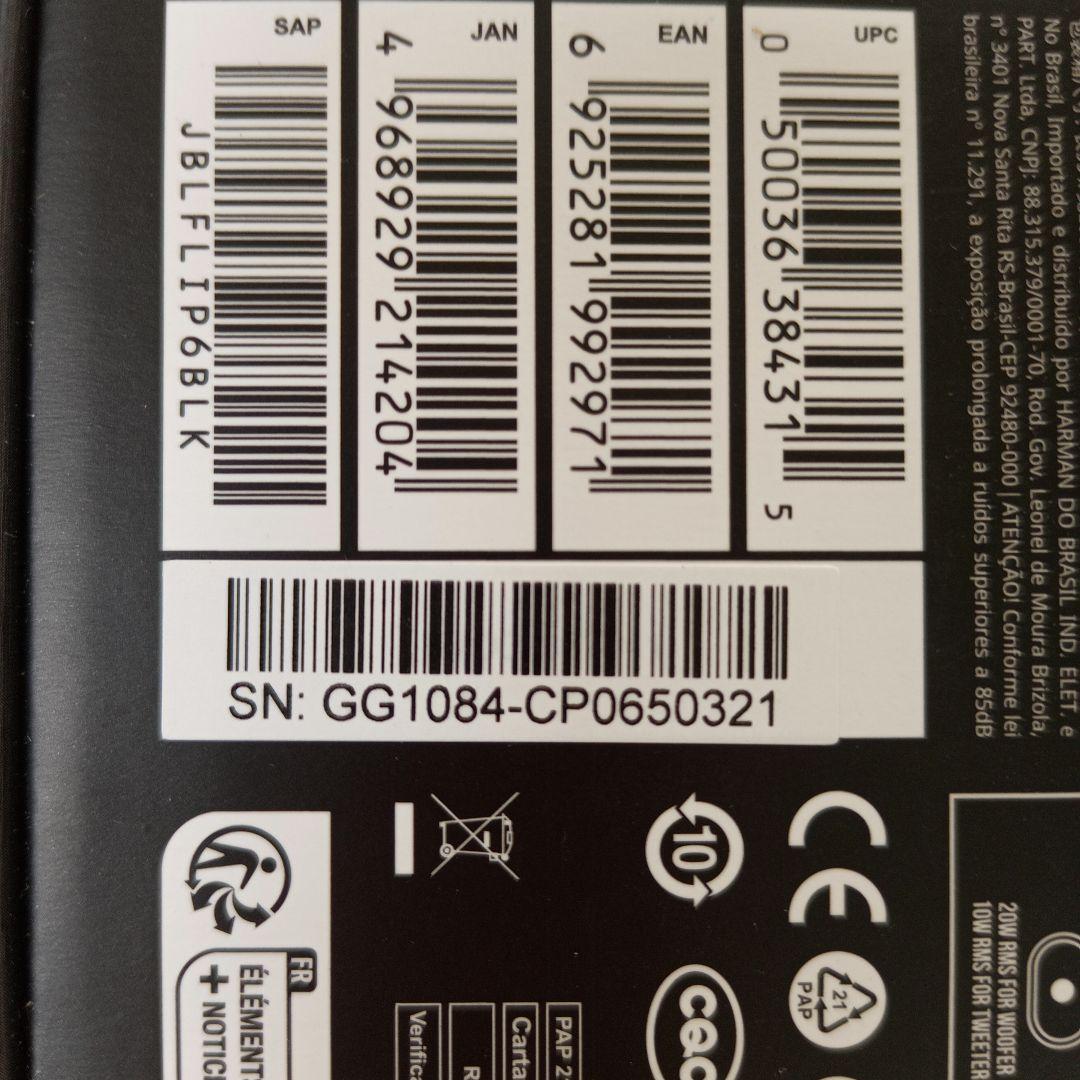 No Brasil, Importado e distribuído por HARMAN DO BRASIL IND. ELET. e
PART. Ltda, CNPJ: 88.315.379/0001-70, Rod. Gov. Leonel de Moura Brizola,
n° 3401 Nova Santa Rita RS-Brasil-CEP 92480-000 | ATENÇÃO! Conforme lei
brasileira n° 11.291, a exposição prolongada a ruídos superiores a 85dB
UPC
0 50036 38431 5
EAN
6 925281 992971
JAN
4 968929 214204
SAP
JBLFLIP6BLK
SN: GG1084-CP0650321
20W RMS FOR WOOFER
10W RMS FOR TWEETER
CE
10
21
PAP
CQC
PAP 2
Carta
R
Verifica
FR
ÉLÉMENTS
+ NOTIC